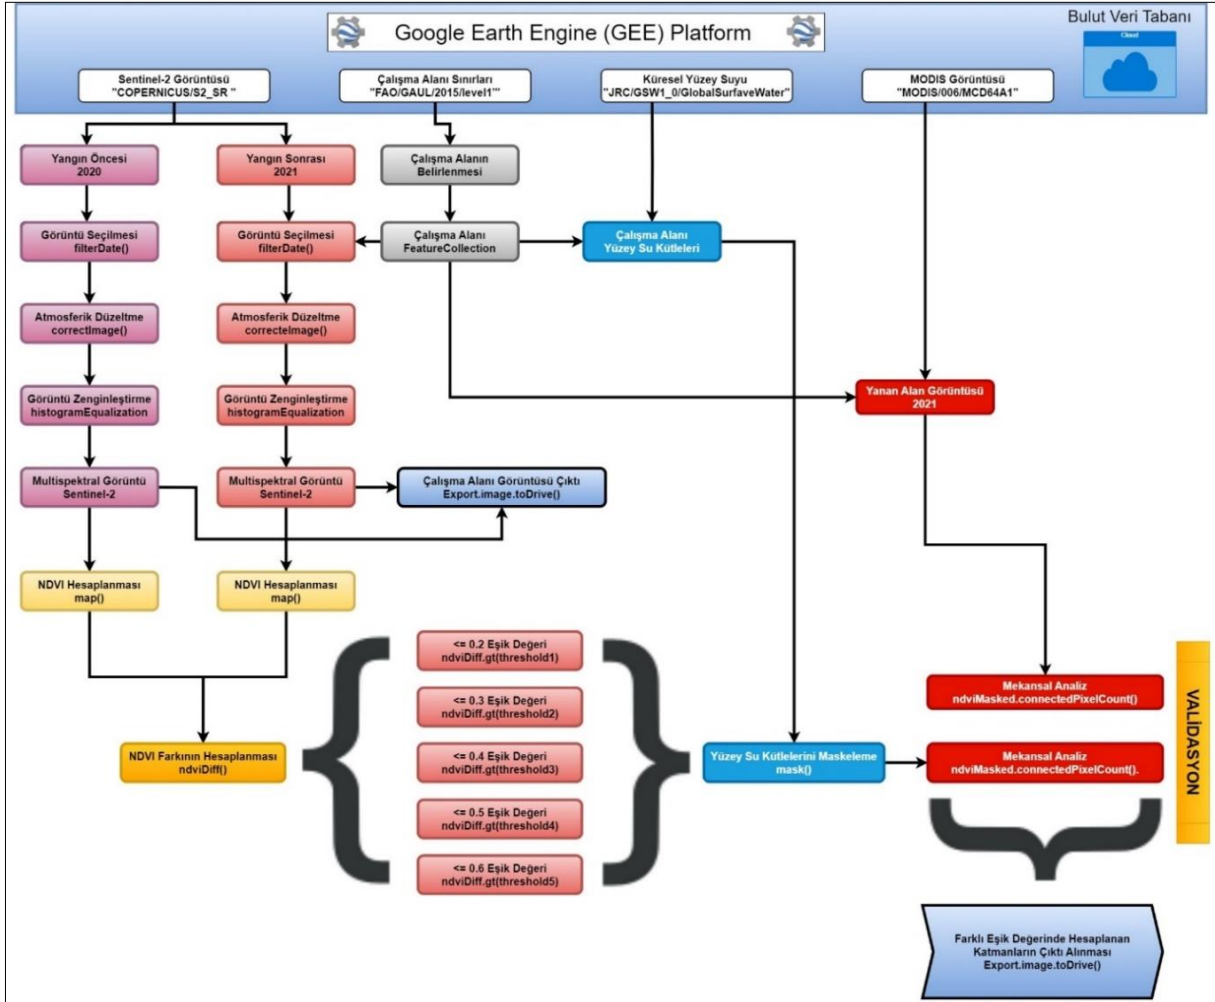 Google Earth Engine (GEE) Platform
Bulut Veri Tabanı
Cloud
Sentinel-2 Görüntüsü
"COPERNICUS/S2_SR "
Çalışma Alanı Sınırları
"FAO/GAUL/2015/level1'"
Küresel Yüzey Suyu
"JRC/GSW1_0/GlobalSurfaveWater"
MODIS Görüntüsü
"MODIS/006/MCD64A1"
Yangın Öncesi
2020
Yangın Sonrası
2021
Çalışma Alanın
Belirlenmesi
Görüntü Seçilmesi
filterDate()
Görüntü Seçilmesi
filterDate()
Çalışma Alanı
FeatureCollection
Çalışma Alanı
Yüzey Su Kütleleri
Atmosferik Düzeltme
correctImage()
Atmosferik Düzeltme
correcteImage()
Görüntü Zenginleştirme
histogramEqualization
Görüntü Zenginleştirme
histogramEqualization
Yanan Alan Görüntüsü
2021
Multispektral Görüntü
Sentinel-2
Multispektral Görüntü
Sentinel-2
Çalışma Alanı Görüntüsü Çıktı
Export.image.toDrive()
NDVI Hesaplanması
map()
NDVI Hesaplanması
map()
<= 0.2 Eşik Değeri
ndviDiff.gt(threshold1)
<= 0.3 Eşik Değeri
ndviDiff.gt(threshold2)
<= 0.4 Eşik Değeri
ndviDiff.gt(threshold3)
<= 0.5 Eşik Değeri
ndviDiff.gt(threshold4)
<= 0.6 Eşik Değeri
ndviDiff.gt(threshold5)
NDVI Farkının Hesaplanması
ndviDiff()
Yüzey Su Kütlelerini Maskeleme
mask()
Mekansal Analiz
ndviMasked.connectedPixelCount()
Mekansal Analiz
ndviMasked.connectedPixelCount().
VALİDASYON
Farklı Eşik Değerinde Hesaplanan
Katmanların Çıktı Alınması
Export.image.toDrive()